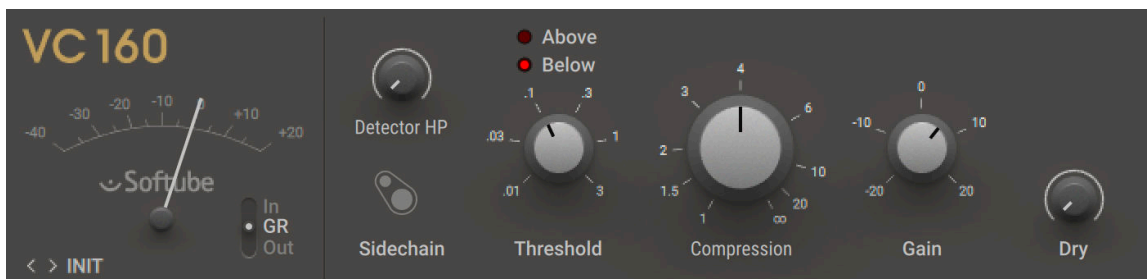 VC 160
-40
-30
-20
-10
0
+10
+20
Softube
In
GR
Out
< > INIT
Detector HP
Sidechain
Above
Below
.01
.03
.1
.3
1
3
Threshold
1
1.5
2
3
4
6
10
20
∞
Compression
-20
-10
0
10
20
Gain
Dry